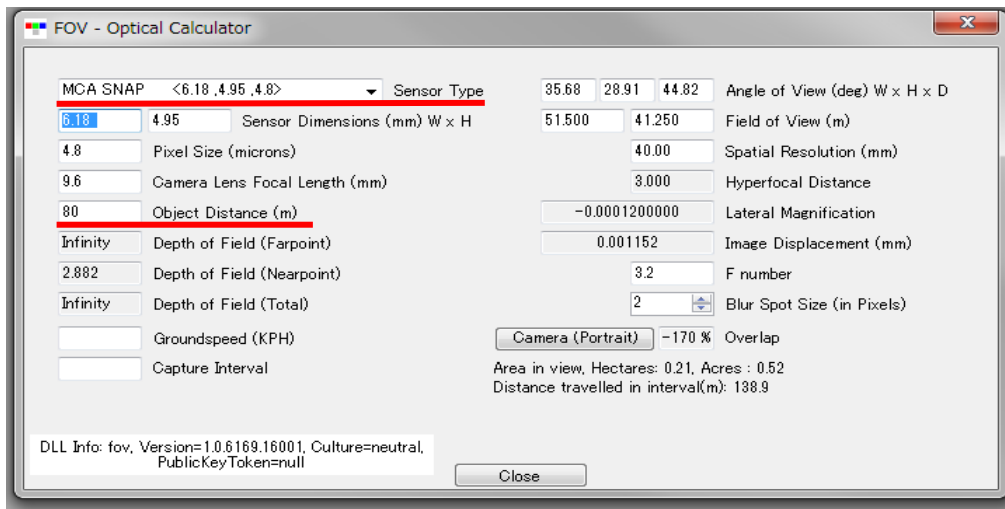 FOV - Optical Calculator
MCA SNAP <6.18 ,4.95 ,4.8> Sensor Type
6.18 4.95 Sensor Dimensions (mm) W x H
4.8 Pixel Size (microns)
9.6 Camera Lens Focal Length (mm)
80 Object Distance (m)
Infinity Depth of Field (Farpoint)
2.882 Depth of Field (Nearpoint)
Infinity Depth of Field (Total)
Groundspeed (KPH)
Capture Interval
35.68 28.91 44.82 Angle of View (deg) W x H x D
51.500 41.250 Field of View (m)
40.00 Spatial Resolution (mm)
3.000 Hyperfocal Distance
-0.0001200000 Lateral Magnification
0.001152 Image Displacement (mm)
3.2 F number
2 Blur Spot Size (in Pixels)
Camera (Portrait) -170 % Overlap
Area in view, Hectares: 0.21, Acres : 0.52
Distance travelled in interval(m): 138.9
DLL Info: fov, Version=1.0.6169.16001, Culture=neutral,
PublicKeyToken=null
Close